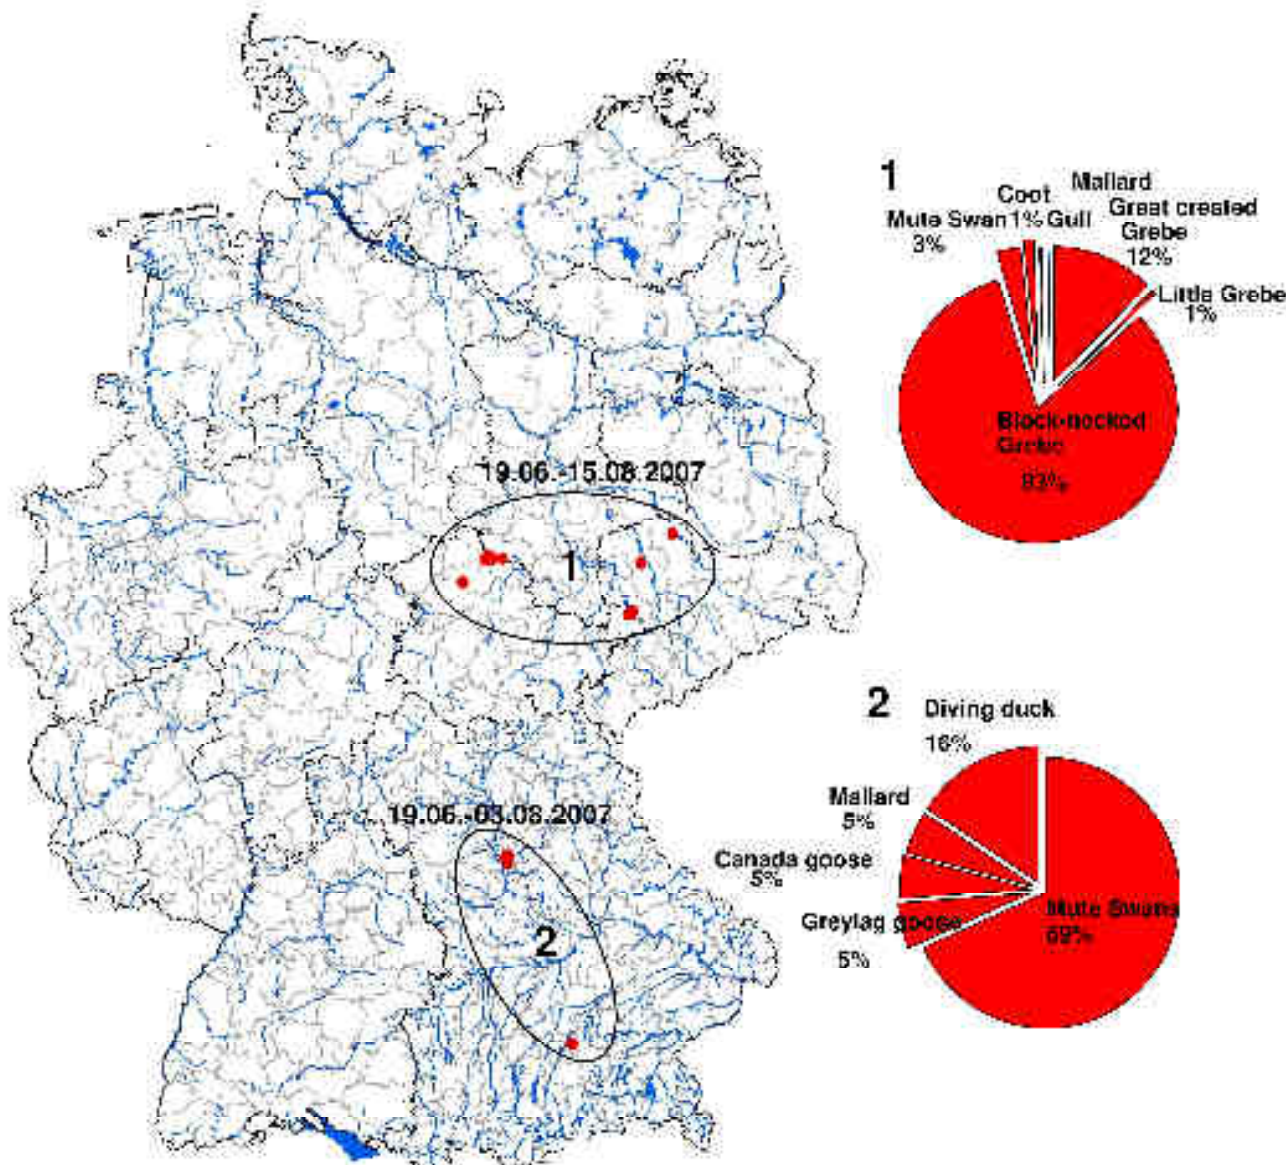 1
Coot
Mallard
Mute Swan 1% Gull
Great created
3%
Grebe
12%
Little Grebe
1%
Black-necked
Grebe
83%
19.06.-15.08.2007
1
2
Diving duck
16%
Mallard
5%
Canada goose
5%
Greylag goose
5%
Mute Swans
69%
19.06.-03.08.2007
2